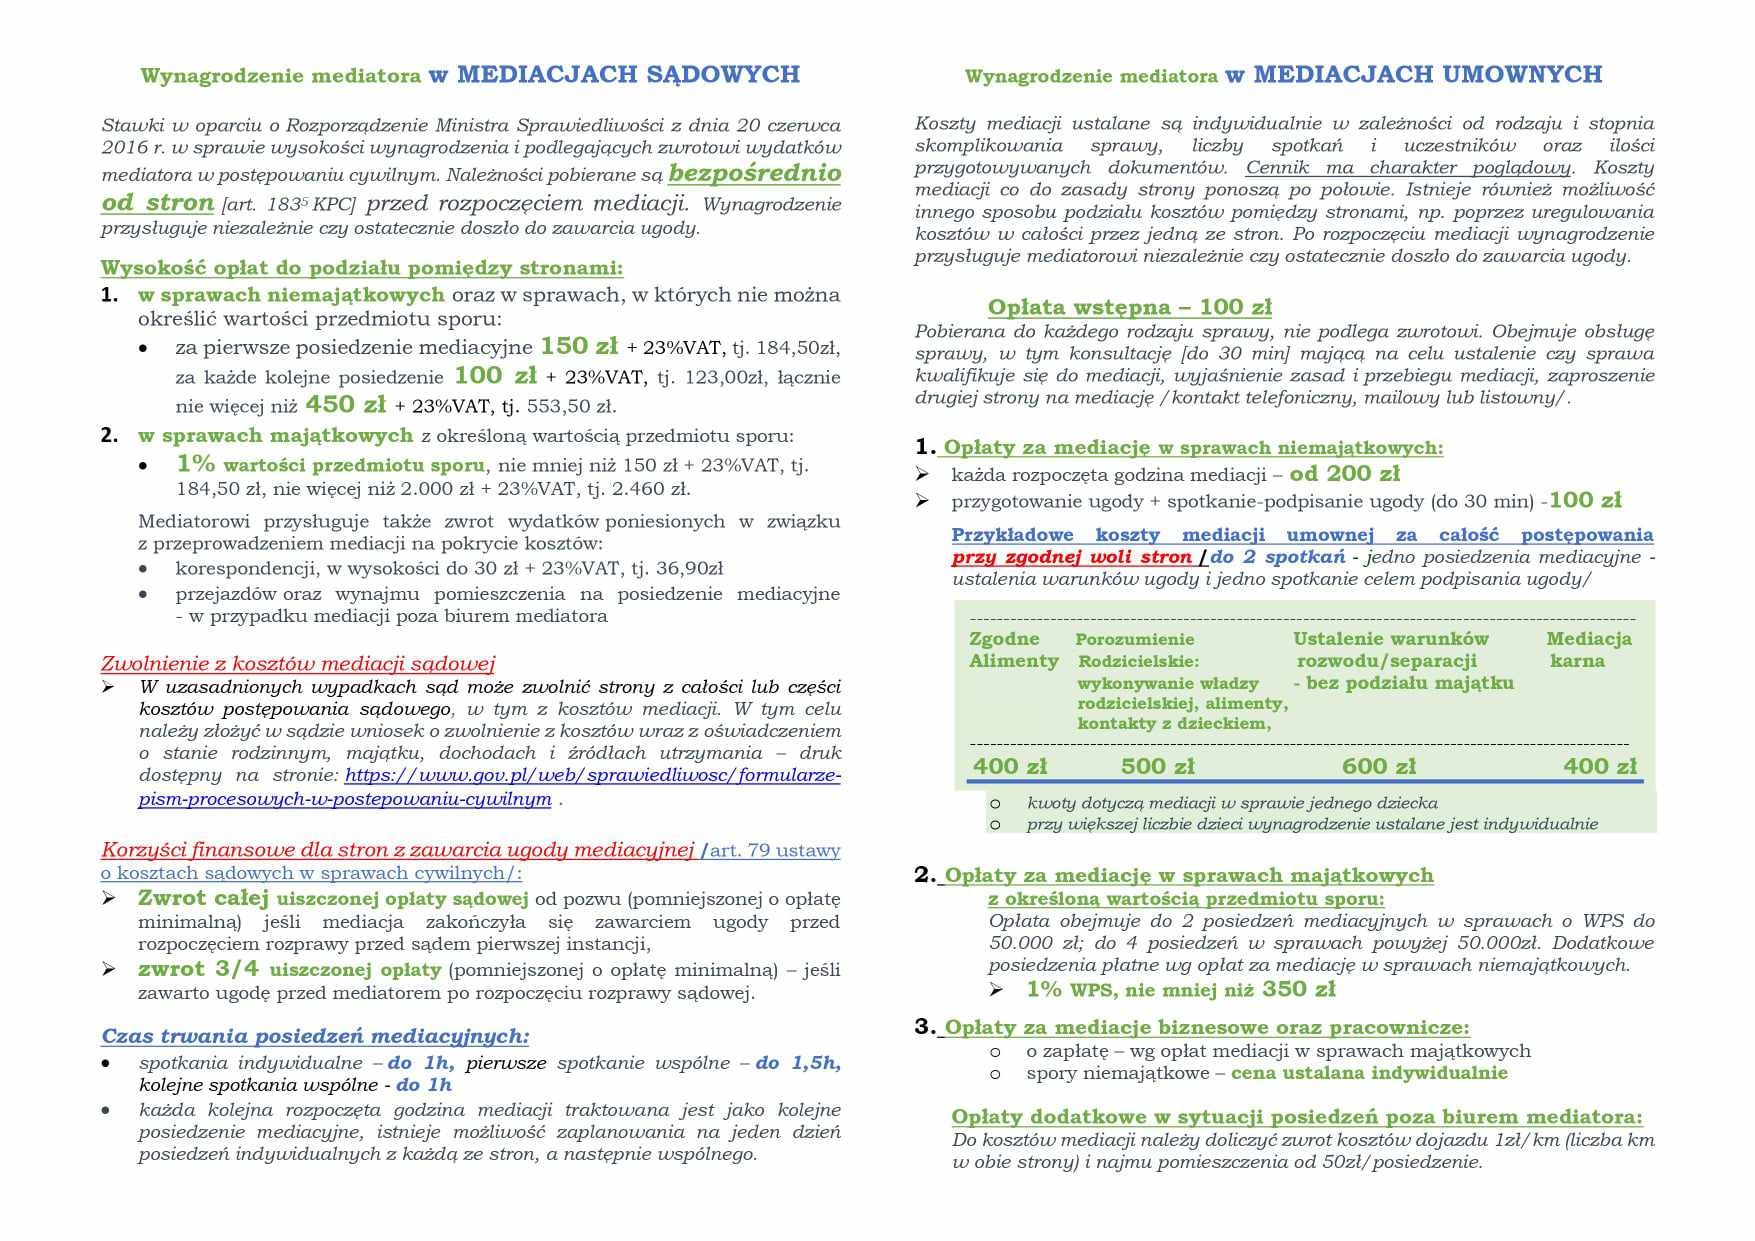 Wynagrodzenie mediatora w MEDIACJACH SĄDOWYCH
Stawki w oparciu o Rozporządzenie Ministra Sprawiedliwości z dnia 20 czerwca
2016 r. w sprawie wysokości wynagrodzenia i podlegających zwrotowi wydatków
mediatora w postępowaniu cywilnym. Należności pobierane są bezpośrednio
od stron [art. 183⁵ KPC] przed rozpoczęciem mediacji. Wynagrodzenie
przysługuje niezależnie czy ostatecznie doszło do zawarcia ugody.
Wysokość opłat do podziału pomiędzy stronami:
1. w sprawach niemajątkowych oraz w sprawach, w których nie można
określić wartości przedmiotu sporu:
• za pierwsze posiedzenie mediacyjne 150 zł + 23%VAT, tj. 184,50zł,
za każde kolejne posiedzenie 100 zł + 23%VAT, tj. 123,00zł, łącznie
nie więcej niż 450 zł + 23%VAT, tj. 553,50 zł.
2. w sprawach majątkowych z określoną wartością przedmiotu sporu:
• 1% wartości przedmiotu sporu, nie mniej niż 150 zł + 23%VAT, tj.
184,50 zł, nie więcej niż 2.000 zł + 23%VAT, tj. 2.460 zł.
Mediatorowi przysługuje także zwrot wydatków poniesionych w związku
z przeprowadzeniem mediacji na pokrycie kosztów:
• korespondencji, w wysokości do 30 zł + 23%VAT, tj. 36,90zł
• przejazdów oraz wynajmu pomieszczenia na posiedzenie mediacyjne
- w przypadku mediacji poza biurem mediatora
Zwolnienie z kosztów mediacji sądowej
➢ W uzasadnionych wypadkach sąd może zwolnić strony z całości lub części
kosztów postępowania sądowego, w tym z kosztów mediacji. W tym celu
należy złożyć w sądzie wniosek o zwolnienie z kosztów wraz z oświadczeniem
o stanie rodzinnym, majątku, dochodach i źródłach utrzymania – druk
dostępny na stronie: https://www.gov.pl/web/sprawiedliwosc/formularze-
pism-procesowych-w-postepowaniu-cywilnym .
Korzyści finansowe dla stron z zawarcia ugody mediacyjnej /art. 79 ustawy
o kosztach sądowych w sprawach cywilnych/:
➢ Zwrot całej uiszczonej opłaty sądowej od pozwu (pomniejszonej o opłatę
minimalną) jeśli mediacja zakończyła się zawarciem ugody przed
rozpoczęciem rozprawy przed sądem pierwszej instancji,
➢ zwrot 3/4 uiszczonej opłaty (pomniejszonej o opłatę minimalną) – jeśli
zawarto ugodę przed mediatorem po rozpoczęciu rozprawy sądowej.
Czas trwania posiedzeń mediacyjnych:
• spotkania indywidualne – do 1h, pierwsze spotkanie wspólne – do 1,5h,
kolejne spotkania wspólne - do 1h
• każda kolejna rozpoczęta godzina mediacji traktowana jest jako kolejne
posiedzenie mediacyjne, istnieje możliwość zaplanowania na jeden dzień
posiedzeń indywidualnych z każdą ze stron, a następnie wspólnego.
Wynagrodzenie mediatora w MEDIACJACH UMOWNYCH
Koszty mediacji ustalane są indywidualnie w zależności od rodzaju i stopnia
skomplikowania sprawy, liczby spotkań i uczestników oraz ilości
przygotowywanych dokumentów. Cennik ma charakter poglądowy. Koszty
mediacji co do zasady strony ponoszą po połowie. Istnieje również możliwość
innego sposobu podziału kosztów pomiędzy stronami, np. poprzez uregulowania
kosztów w całości przez jedną ze stron. Po rozpoczęciu mediacji wynagrodzenie
przysługuje mediatorowi niezależnie czy ostatecznie doszło do zawarcia ugody.
Opłata wstępna – 100 zł
Pobierana do każdego rodzaju sprawy, nie podlega zwrotowi. Obejmuje obsługę
sprawy, w tym konsultację [do 30 min] mającą na celu ustalenie czy sprawa
kwalifikuje się do mediacji, wyjaśnienie zasad i przebiegu mediacji, zaproszenie
drugiej strony na mediację /kontakt telefoniczny, mailowy lub listowny/.
1. Opłaty za mediację w sprawach niemajątkowych:
➢ każda rozpoczęta godzina mediacji – od 200 zł
➢ przygotowanie ugody + spotkanie-podpisanie ugody (do 30 min) -100 zł
Przykładowe koszty mediacji umownej za całość postępowania
przy zgodnej woli stron /do 2 spotkań - jedno posiedzenia mediacyjne -
ustalenia warunków ugody i jedno spotkanie celem podpisania ugody/
Zgodne Porozumienie Ustalenie warunków Mediacja
Alimenty Rodzicielskie: rozwodu/separacji karna
wykonywanie władzy - bez podziału majątku
rodzicielskiej, alimenty,
kontakty z dzieckiem,
400 zł 500 zł 600 zł 400 zł
o kwoty dotyczą mediacji w sprawie jednego dziecka
o przy większej liczbie dzieci wynagrodzenie ustalane jest indywidualnie
2. Opłaty za mediację w sprawach majątkowych
z określoną wartością przedmiotu sporu:
Opłata obejmuje do 2 posiedzeń mediacyjnych w sprawach o WPS do
50.000 zł; do 4 posiedzeń w sprawach powyżej 50.000zł. Dodatkowe
posiedzenia płatne wg opłat za mediację w sprawach niemajątkowych.
➢ 1% WPS, nie mniej niż 350 zł
3. Opłaty za mediacje biznesowe oraz pracownicze:
o o zapłatę – wg opłat mediacji w sprawach majątkowych
o spory niemajątkowe – cena ustalana indywidualnie
Opłaty dodatkowe w sytuacji posiedzeń poza biurem mediatora:
Do kosztów mediacji należy doliczyć zwrot kosztów dojazdu 1zł/km (liczba km
w obie strony) i najmu pomieszczenia od 50zł/posiedzenie.